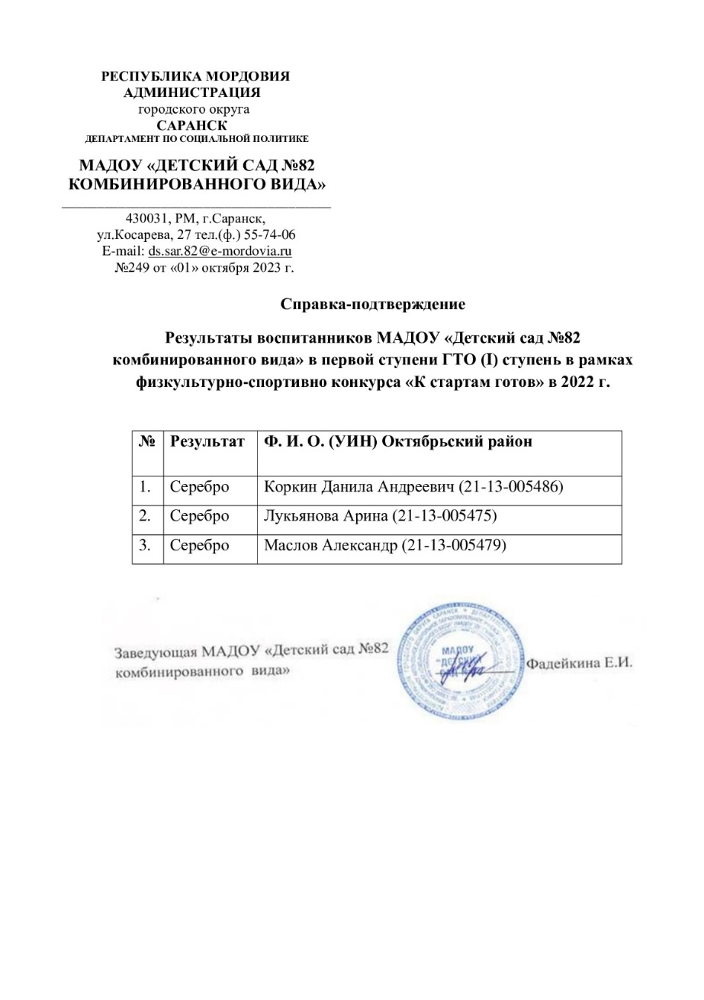 РЕСПУБЛИКА МОРДОВИЯ
АДМИНИСТРАЦИЯ
городского округа
САРАНСК
ДЕПАРТАМЕНТ ПО СОЦИАЛЬНОЙ ПОЛИТИКЕ
МАДОУ «ДЕТСКИЙ САД №82
КОМБИНИРОВАННОГО ВИДА»
430031, РМ, г.Саранск,
ул.Косарева, 27 тел.(ф.) 55-74-06
E-mail: ds.sar.82@e-mordovia.ru
№249 от «01» октября 2023 г.
Справка-подтверждение
Результаты воспитанников МАДОУ «Детский сад №82
комбинированного вида» в первой ступени ГТО (I) ступень в рамках
физкультурно-спортивно конкурса «К стартам готов» в 2022 г.
№ Результат Ф. И. О. (УИН) Октябрьский район
1. Серебро Коркин Данила Андреевич (21-13-005486)
2. Серебро Лукьянова Арина (21-13-005475)
3. Серебро Маслов Александр (21-13-005479)
Заведующая МАДОУ «Детский сад №82
комбинированного вида»
МАДОУ
"ДЕТСКИЙ
Фадейкина Е.И.